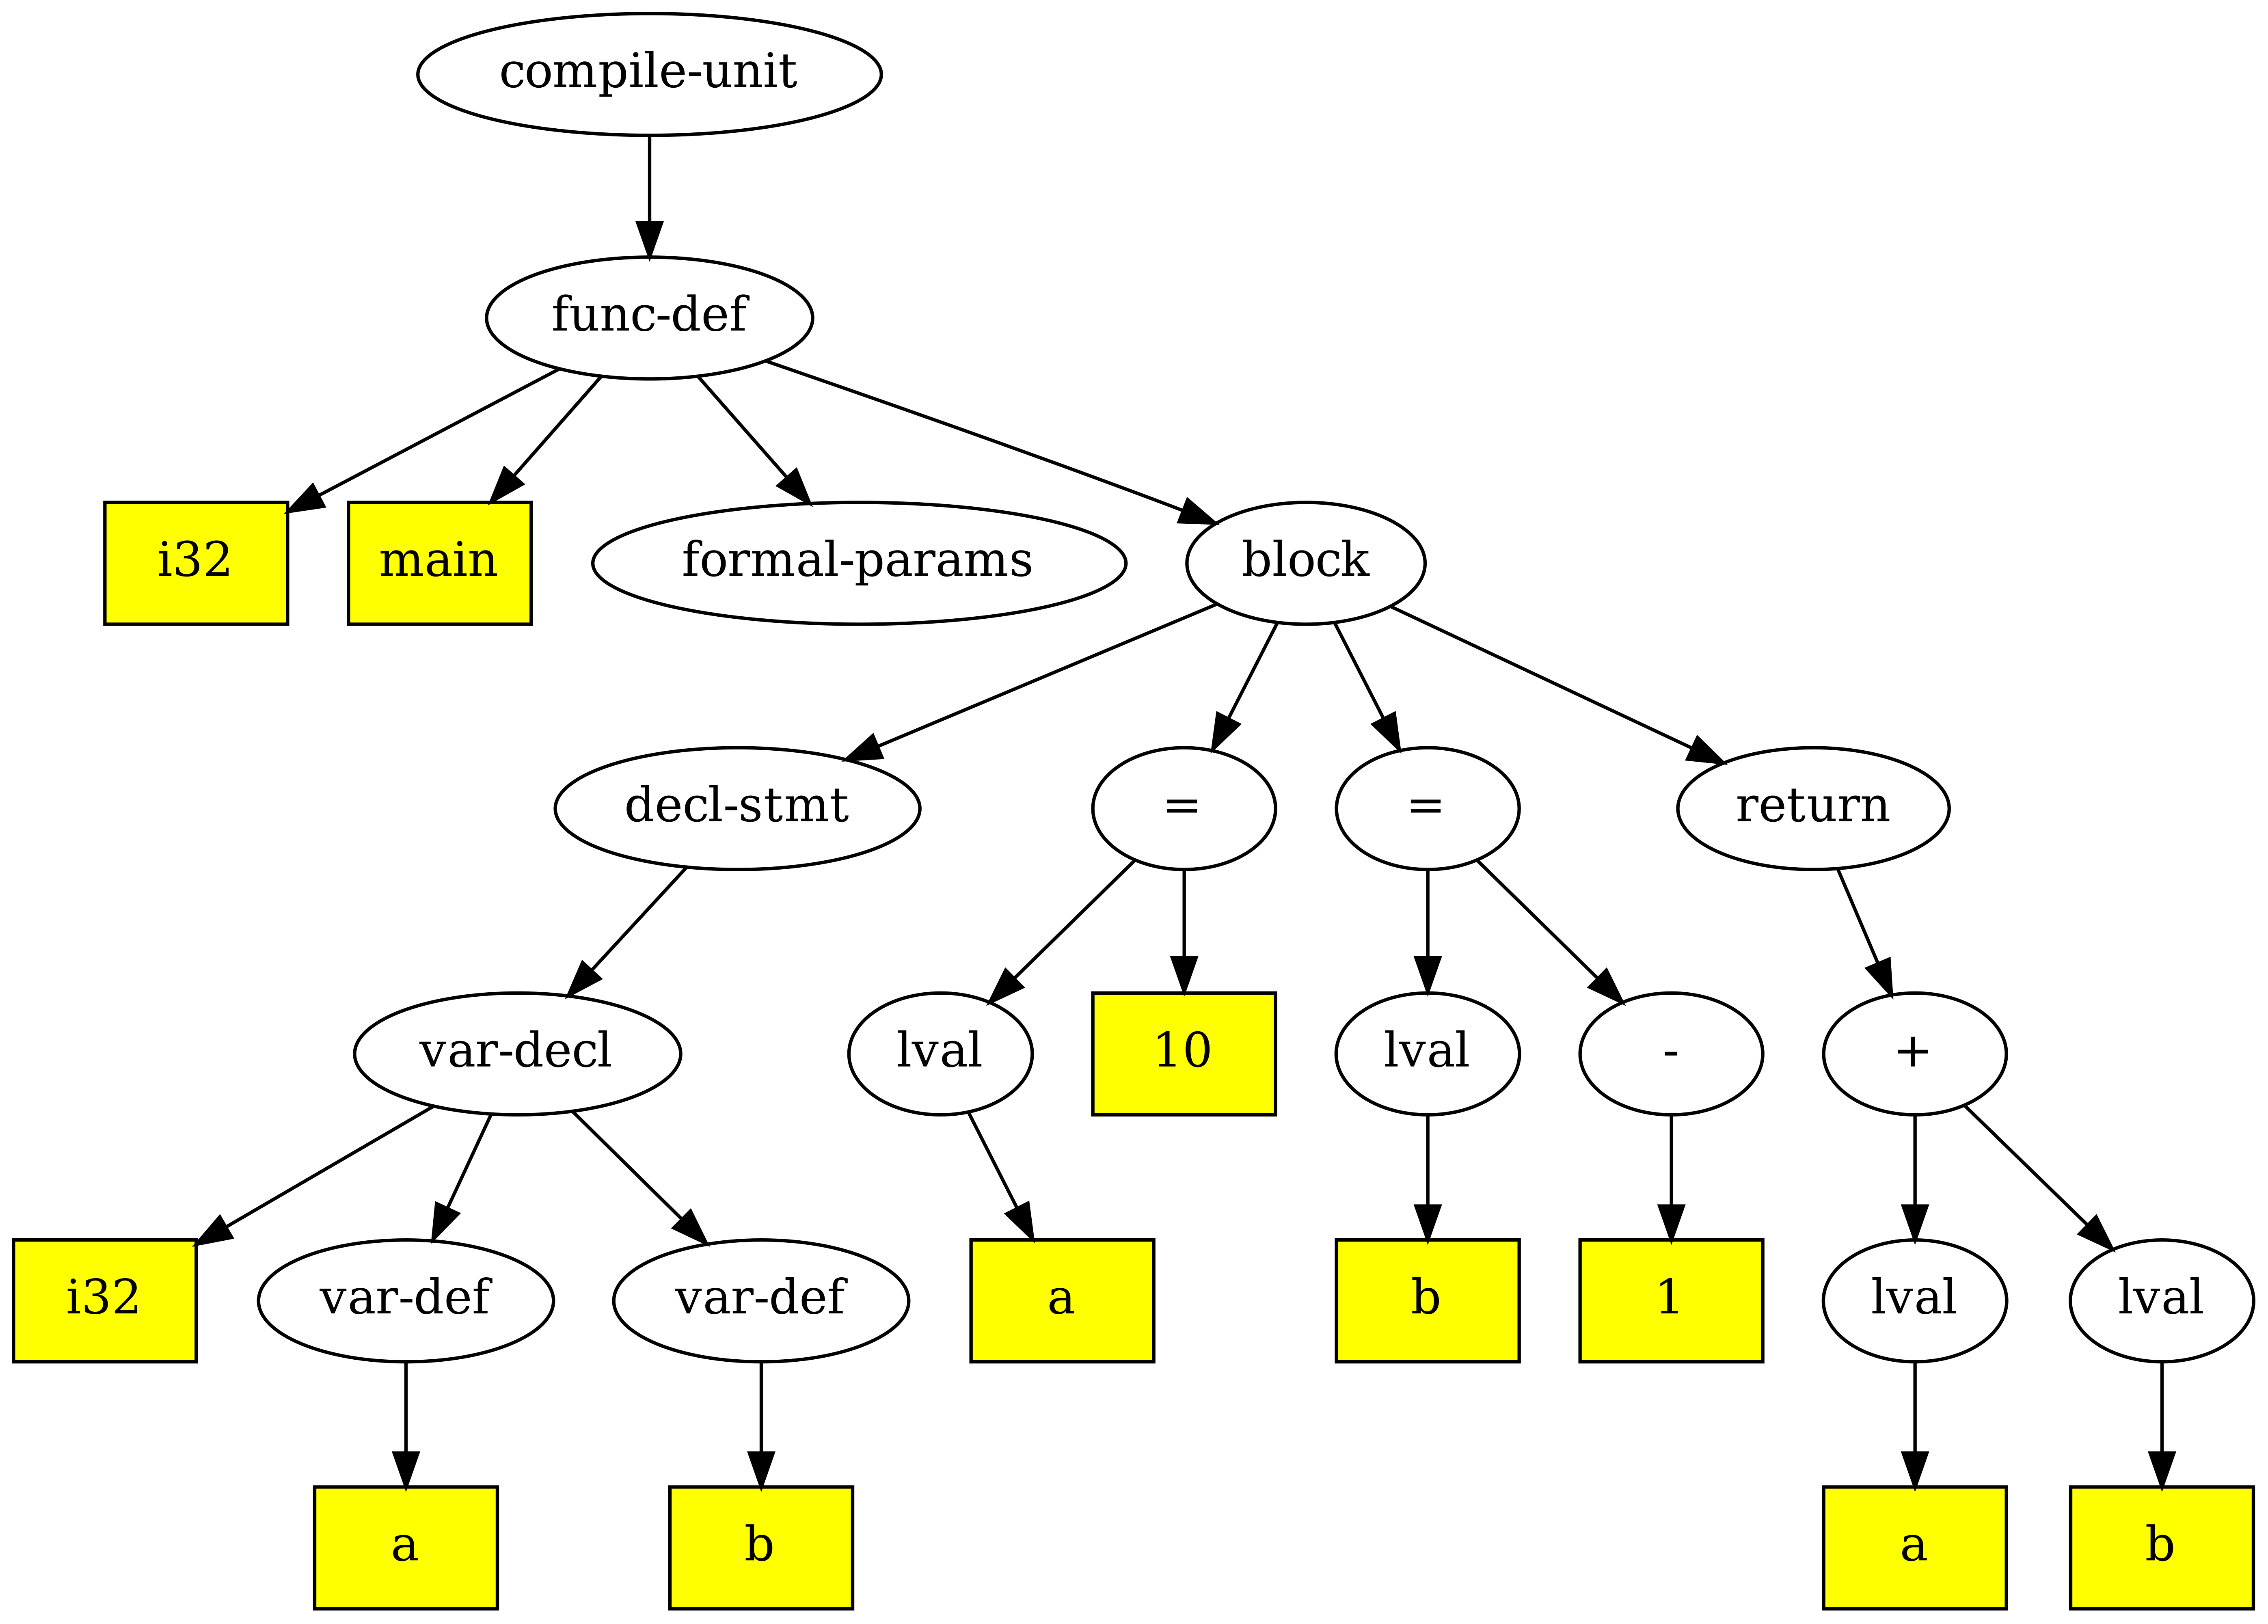 compile-unit
func-def
i32
main
formal-params
block
decl-stmt
=
=
return
var-decl
lval
10
lval
-
+
i32
var-def
var-def
a
b
1
lval
lval
a
b
a
b